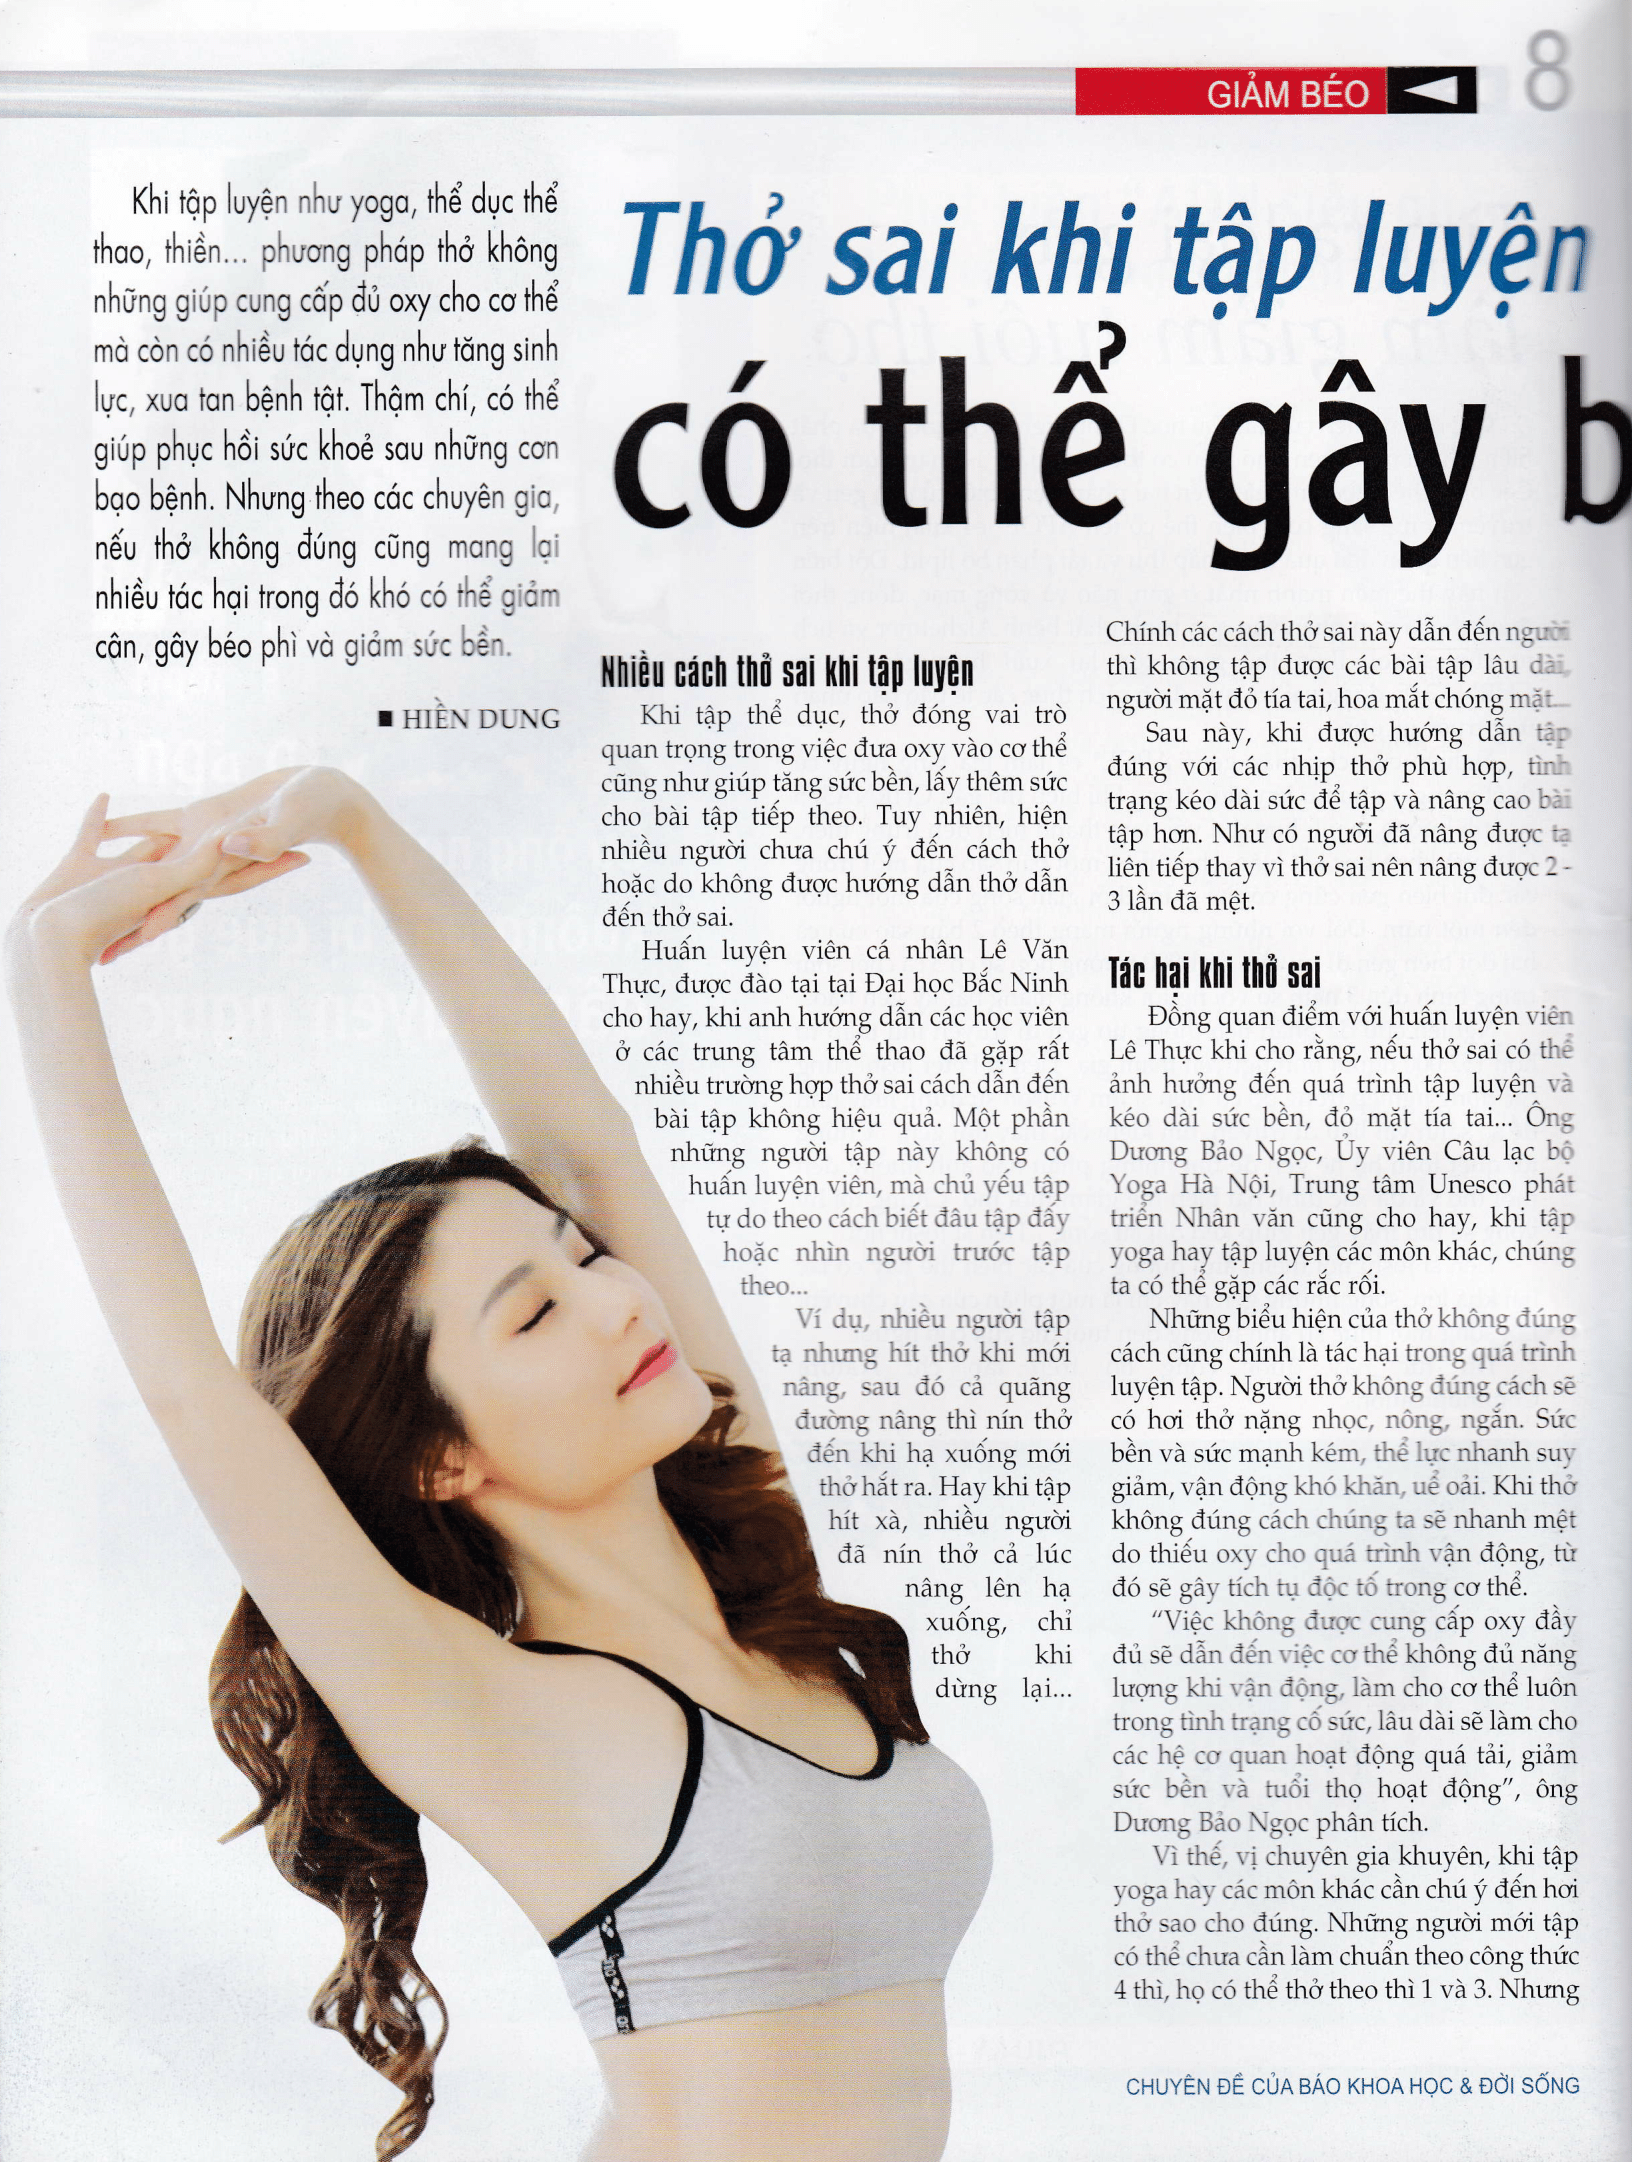 GIẢM BÉO
8
Khi tập luyện như yoga, thể dục thể
thao, thiền... phương pháp thở không
những giúp cung cấp đủ oxy cho cơ thể
mà còn có nhiều tác dụng như tăng sinh
lực, xua tan bệnh tật. Thậm chí, có thể
giúp phục hồi sức khoẻ sau những cơn
bạo bệnh. Nhưng theo các chuyên gia,
nếu thở không đúng cũng mang lại
nhiều tác hại trong đó khó có thể giảm
cân, gây béo phì và giảm sức bền.
■ HIỀN DUNG
Thở sai khi tập luyện
có thể gây b
Nhiều cách thở sai khi tập luyện
Khi tập thể dục, thở đóng vai trò
quan trọng trong việc đưa oxy vào cơ thể
cũng như giúp tăng sức bền, lấy thêm sức
cho bài tập tiếp theo. Tuy nhiên, hiện
nhiều người chưa chú ý đến cách thở
hoặc do không được hướng dẫn thở dẫn
đến thở sai.
Huấn luyện viên cá nhân Lê Văn
Thực, được đào tại tại Đại học Bắc Ninh
cho hay, khi anh hướng dẫn các học viên
ở các trung tâm thể thao đã gặp rất
nhiều trường hợp thở sai cách dẫn đến
bài tập không hiệu quả. Một phần
những người tập này không có
huấn luyện viên, mà chủ yếu tập
tự do theo cách biết đâu tập đấy
hoặc nhìn người trước tập
theo...
Ví dụ, nhiều người tập
tạ nhưng hít thở khi mới
nâng, sau đó cả quãng
đường nâng thì nín thở
đến khi hạ xuống mới
thở hắt ra. Hay khi tập
hít xà, nhiều người
đã nín thở cả lúc
nâng lên hạ
xuống, chỉ
thở khi
dừng lại...
Chính các cách thở sai này dẫn đến người
thì không tập được các bài tập lâu dài,
người mặt đỏ tía tai, hoa mắt chóng mặt...
Sau này, khi được hướng dẫn tập
đúng với các nhịp thở phù hợp, tình
trạng kéo dài sức để tập và nâng cao bài
tập hơn. Như có người đã nâng được tạ
liên tiếp thay vì thở sai nên nâng được 2 -
3 lần đã mệt.
Tác hại khi thở sai
Đồng quan điểm với huấn luyện viên
Lê Thực khi cho rằng, nếu thở sai có thể
ảnh hưởng đến quá trình tập luyện và
kéo dài sức bền, đỏ mặt tía tai... Ông
Dương Bảo Ngọc, Ủy viên Câu lạc bộ
Yoga Hà Nội, Trung tâm Unesco phát
triển Nhân văn cũng cho hay, khi tập
yoga hay tập luyện các môn khác, chúng
ta có thể gặp các rắc rối.
Những biểu hiện của thở không đúng
cách cũng chính là tác hại trong quá trình
luyện tập. Người thở không đúng cách sẽ
có hơi thở nặng nhọc, nông, ngắn. Sức
bền và sức mạnh kém, thể lực nhanh suy
giảm, vận động khó khăn, uể oải. Khi thở
không đúng cách chúng ta sẽ nhanh mệt
do thiếu oxy cho quá trình vận động, từ
đó sẽ gây tích tụ độc tố trong cơ thể.
“Việc không được cung cấp oxy đầy
đủ sẽ dẫn đến việc cơ thể không đủ năng
lượng khi vận động, làm cho cơ thể luôn
trong tình trạng cố sức, lâu dài sẽ làm cho
các hệ cơ quan hoạt động quá tải, giảm
sức bền và tuổi thọ hoạt động”, ông
Dương Bảo Ngọc phân tích.
Vì thế, vị chuyên gia khuyên, khi tập
yoga hay các môn khác cần chú ý đến hơi
thở sao cho đúng. Những người mới tập
có thể chưa cần làm chuẩn theo công thức
4 thì, họ có thể thở theo thì 1 và 3. Nhưng
CHUYÊN ĐỀ CỦA BÁO KHOA HỌC & ĐỜI SỐNG